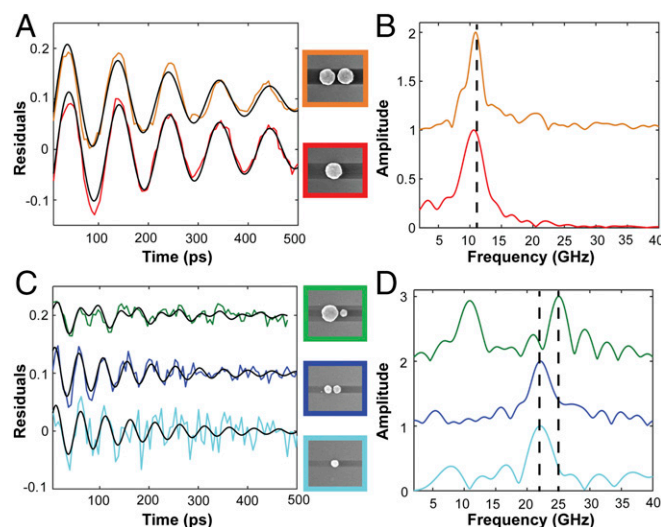 A
0.2
0.1
0
-0.1
Residuals
100 200 300 400 500
Time (ps)
B
2
1.5
1
0.5
0
Amplitude
5 10 15 20 25 30 35 40
Frequency (GHz)
C
0.2
0.1
0
-0.1
Residuals
100 200 300 400 500
Time (ps)
D
3
2
1
0
Amplitude
5 10 15 20 25 30 35 40
Frequency (GHz)